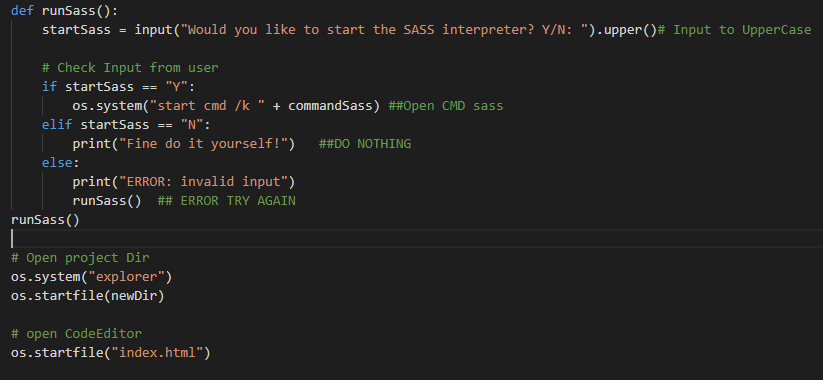 def runSass():
    startSass = input("Would you like to start the SASS interpreter? Y/N: ").upper()# Input to UpperCase

    # Check Input from user
    if startSass == "Y":
        os.system("start cmd /k " + commandSass) ##Open CMD sass
    elif startSass == "N":
        print("Fine do it yourself!")   ##DO NOTHING
    else:
        print("ERROR: invalid input")
        runSass()  ## ERROR TRY AGAIN
runSass()

# Open project Dir
os.system("explorer")
os.startfile(newDir)

# open CodeEditor
os.startfile("index.html")